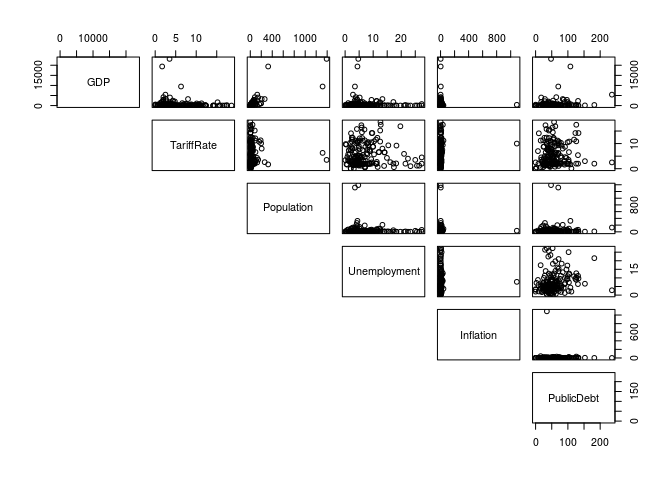 0 10000 0 5 10 0 400 1000 0 10 20 0 400 800 0 100 200
GDP 0 15000
TariffRate 0 10
Population 0 800
Unemployment 0 15
Inflation 0 600
PublicDebt 0 150
0 100 200